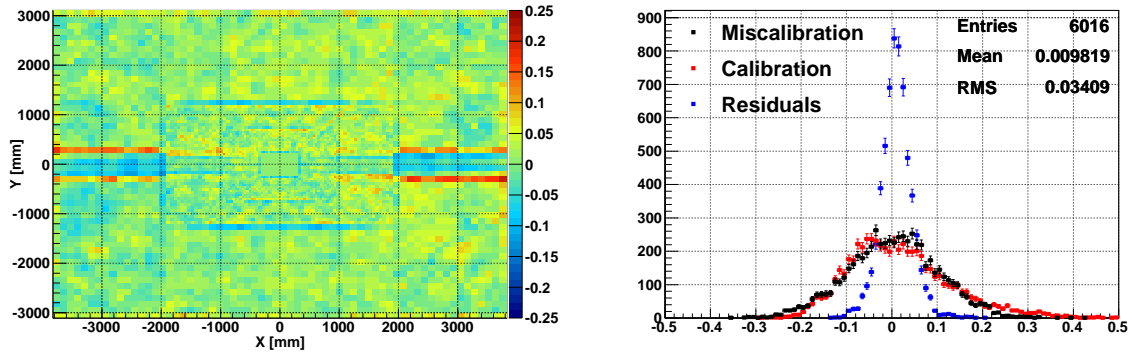 3000
2000
1000
0
-1000
-2000
-3000
Y [mm]
-3000 -2000 -1000 0 1000 2000 3000
X [mm]
0.25
0.2
0.15
0.1
0.05
0
-0.05
-0.1
-0.15
-0.2
-0.25
900
800
700
600
500
400
300
200
100
0
-0.5 -0.4 -0.3 -0.2 -0.1 0 0.1 0.2 0.3 0.4 0.5
Miscalibration
Calibration
Residuals
Entries 6016
Mean 0.009819
RMS 0.03409